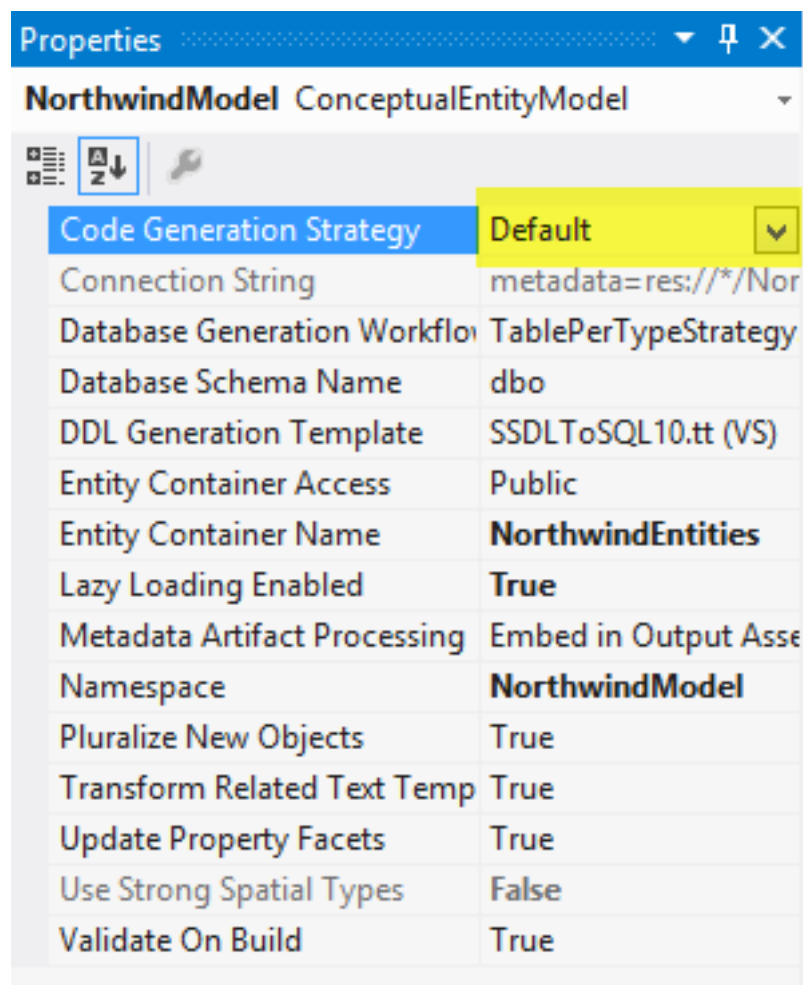 Properties
NorthwindModel ConceptualEntityModel
Code Generation Strategy Default
Connection String metadata=res://*/Nor
Database Generation Workflo TablePerTypeStrategy
Database Schema Name dbo
DDL Generation Template SSDLToSQL10.tt (VS)
Entity Container Access Public
Entity Container Name NorthwindEntities
Lazy Loading Enabled True
Metadata Artifact Processing Embed in Output Asse
Namespace NorthwindModel
Pluralize New Objects True
Transform Related Text Temp True
Update Property Facets True
Use Strong Spatial Types False
Validate On Build True